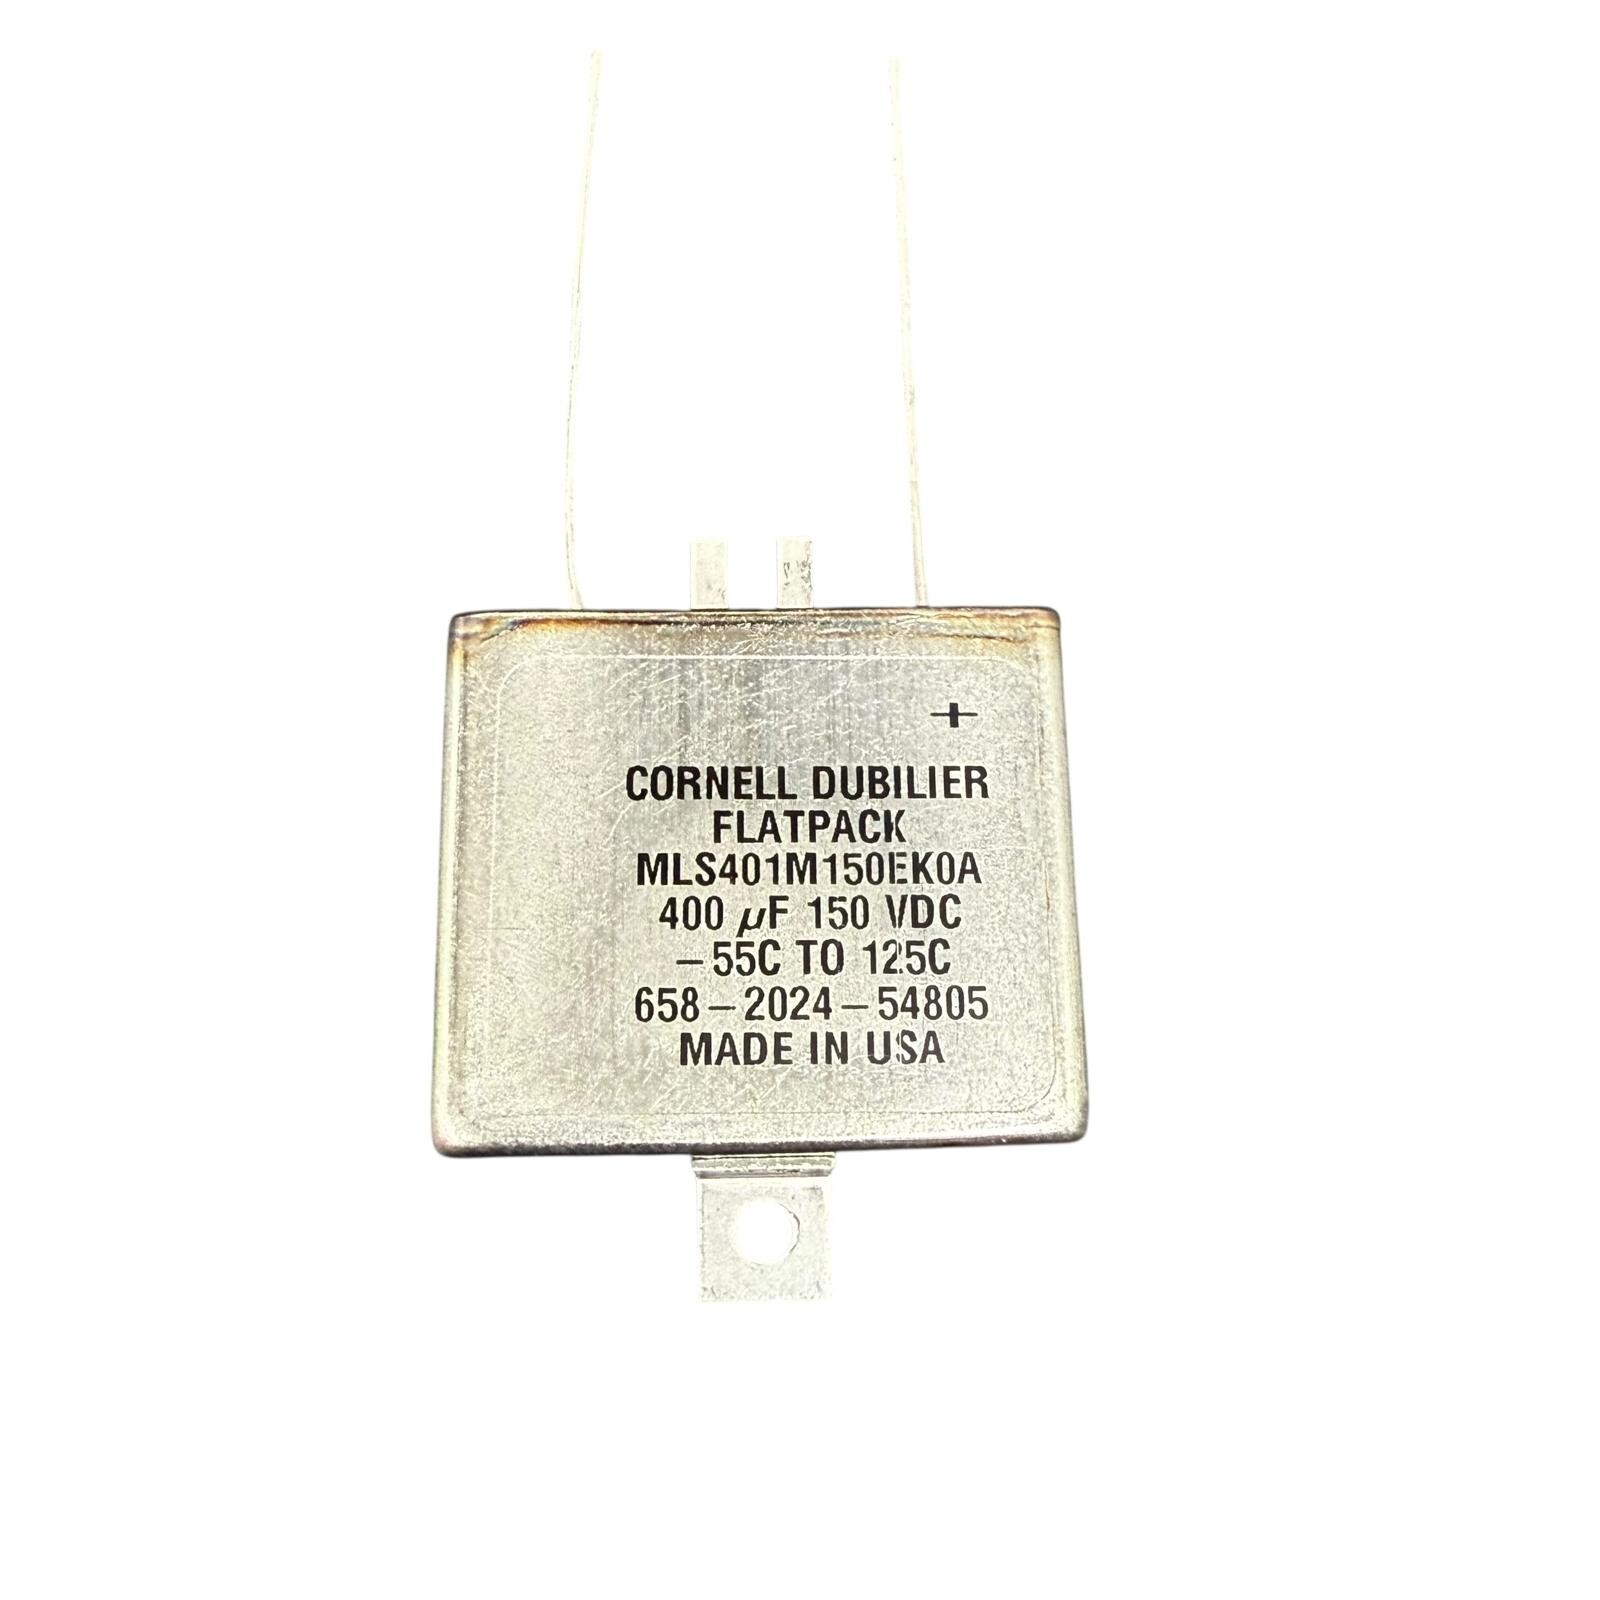 +
CORNELL DUBILIER
FLATPACK
MLS401M150EK0A
400 µF 150 VDC
–55C TO 125C
658–2024–54805
MADE IN USA